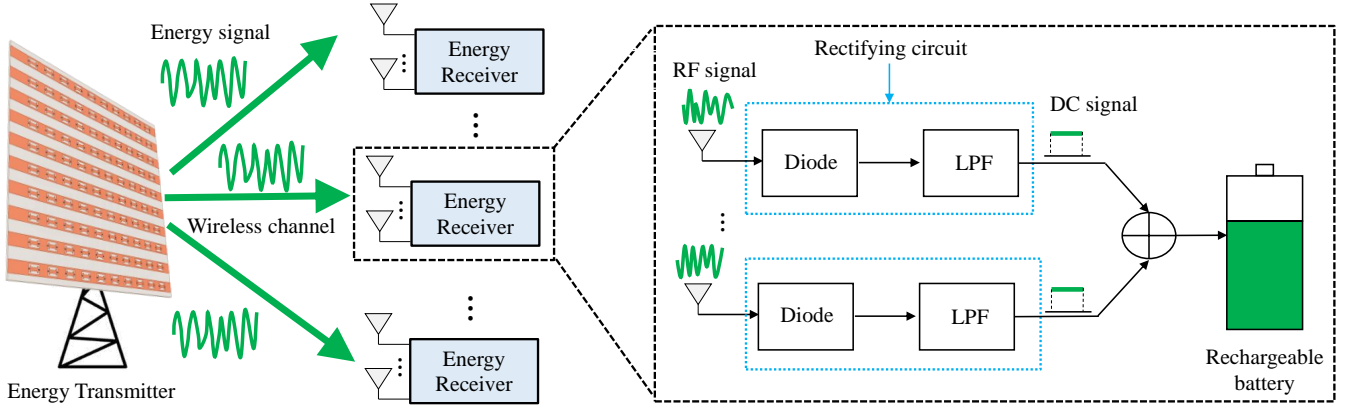 Energy signal
Wireless channel
Energy Transmitter
Energy
Receiver
Energy
Receiver
Energy
Receiver
Rectifying circuit
RF signal
DC signal
Diode
LPF
Diode
LPF
Rechargeable
battery